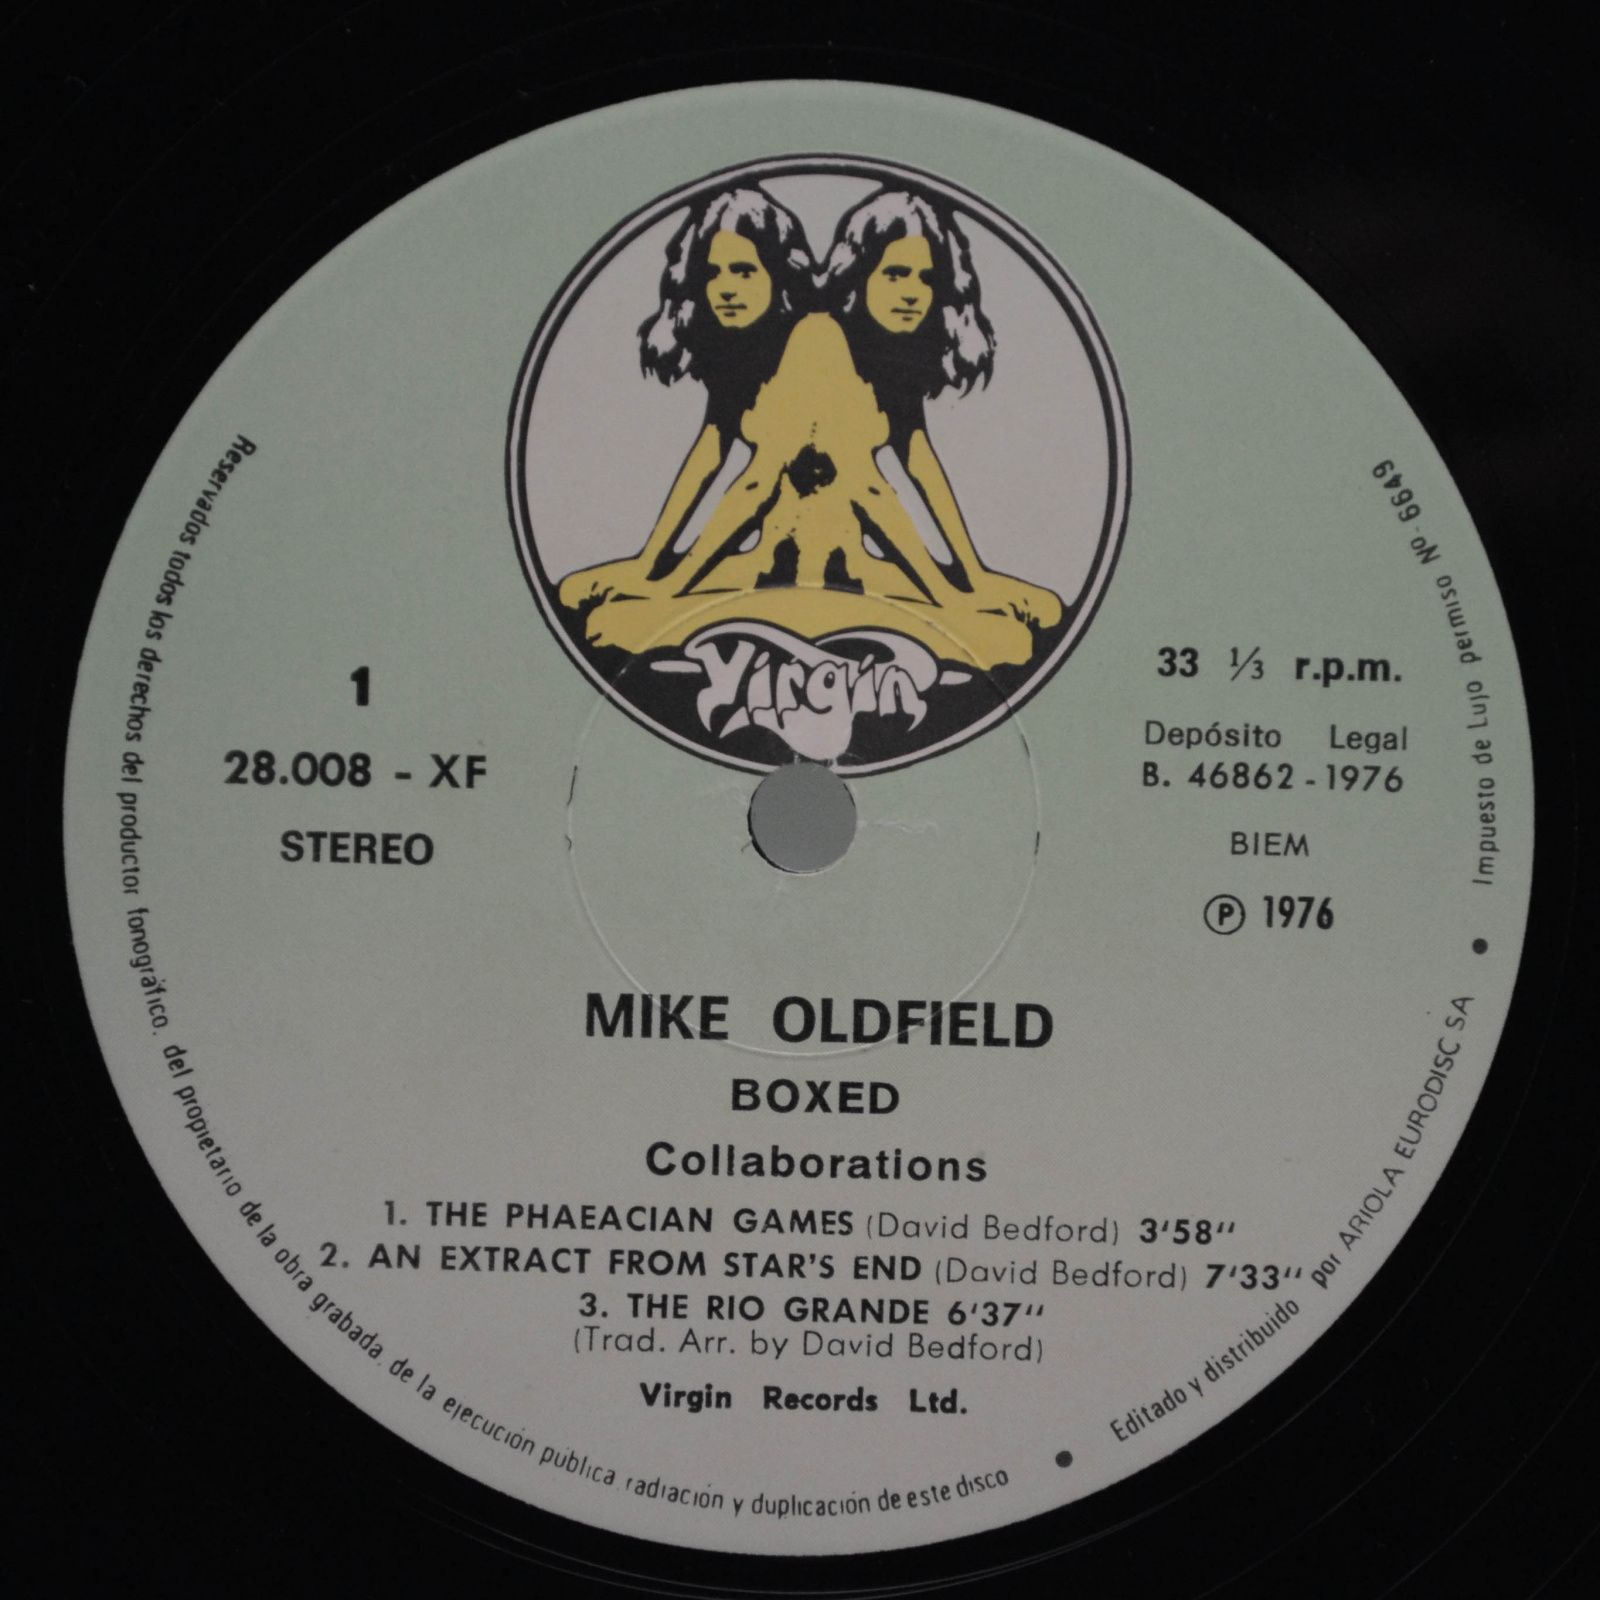 Virgin
1
28.008 - XF
STEREO
33 1/3 r.p.m.
Depósito Legal
B. 46862-1976
BIEM
Ⓟ 1976
MIKE OLDFIELD
BOXED
Collaborations
1. THE PHAEACIAN GAMES (David Bedford) 3'58"
2. AN EXTRACT FROM STAR'S END (David Bedford) 7'33"
3. THE RIO GRANDE 6'37"
(Trad. Arr. by David Bedford)
Virgin Records Ltd.
Reservados todos los derechos del productor fonográfico, del propietario de la obra grabada, de la ejecución pública, radiación y duplicación de este disco • Editado y distribuido por ARIOLA EURODISC SA • Impuesto de Lujo permiso Nº 6649